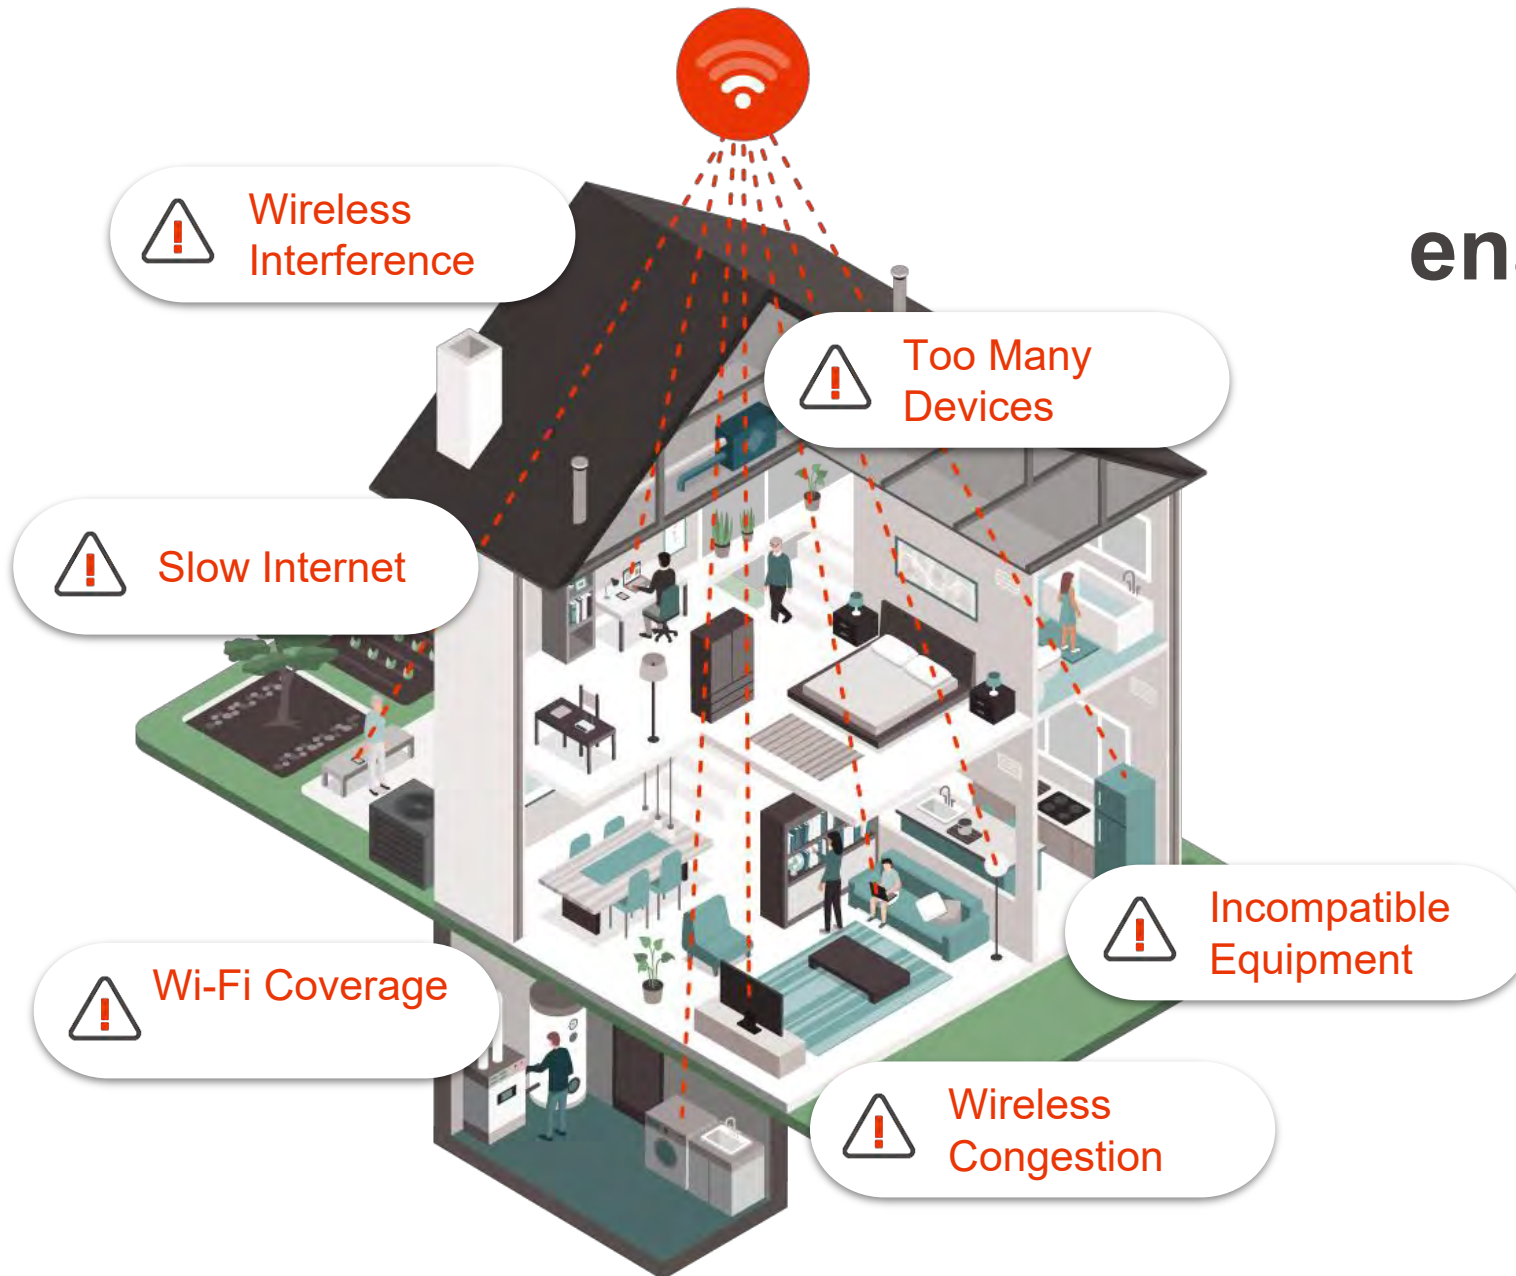 Wireless
Interference
Too Many
Devices
Slow Internet
Incompatible
Equipment
Wi-Fi Coverage
Wireless
Congestion